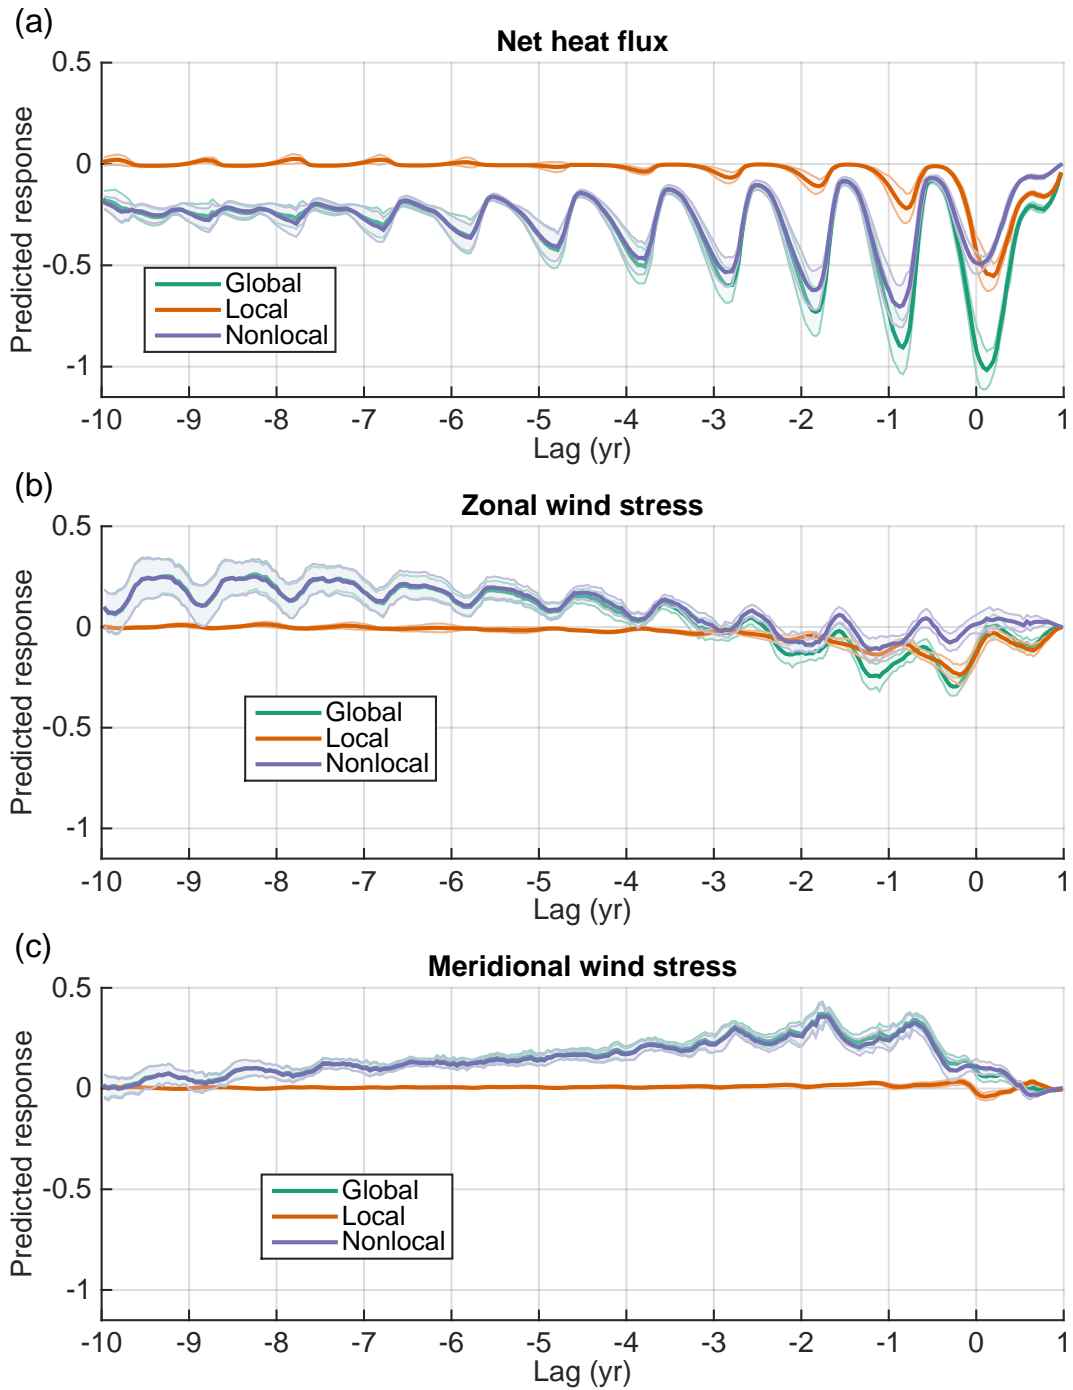 (a)
Net heat flux
Predicted response
0.5
0
-0.5
-1
Global
Local
Nonlocal
-10 -9 -8 -7 -6 -5 -4 -3 -2 -1 0 1
Lag (yr)
(b)
Zonal wind stress
Predicted response
0.5
0
-0.5
-1
Global
Local
Nonlocal
-10 -9 -8 -7 -6 -5 -4 -3 -2 -1 0 1
Lag (yr)
(c)
Meridional wind stress
Predicted response
0.5
0
-0.5
-1
Global
Local
Nonlocal
-10 -9 -8 -7 -6 -5 -4 -3 -2 -1 0 1
Lag (yr)